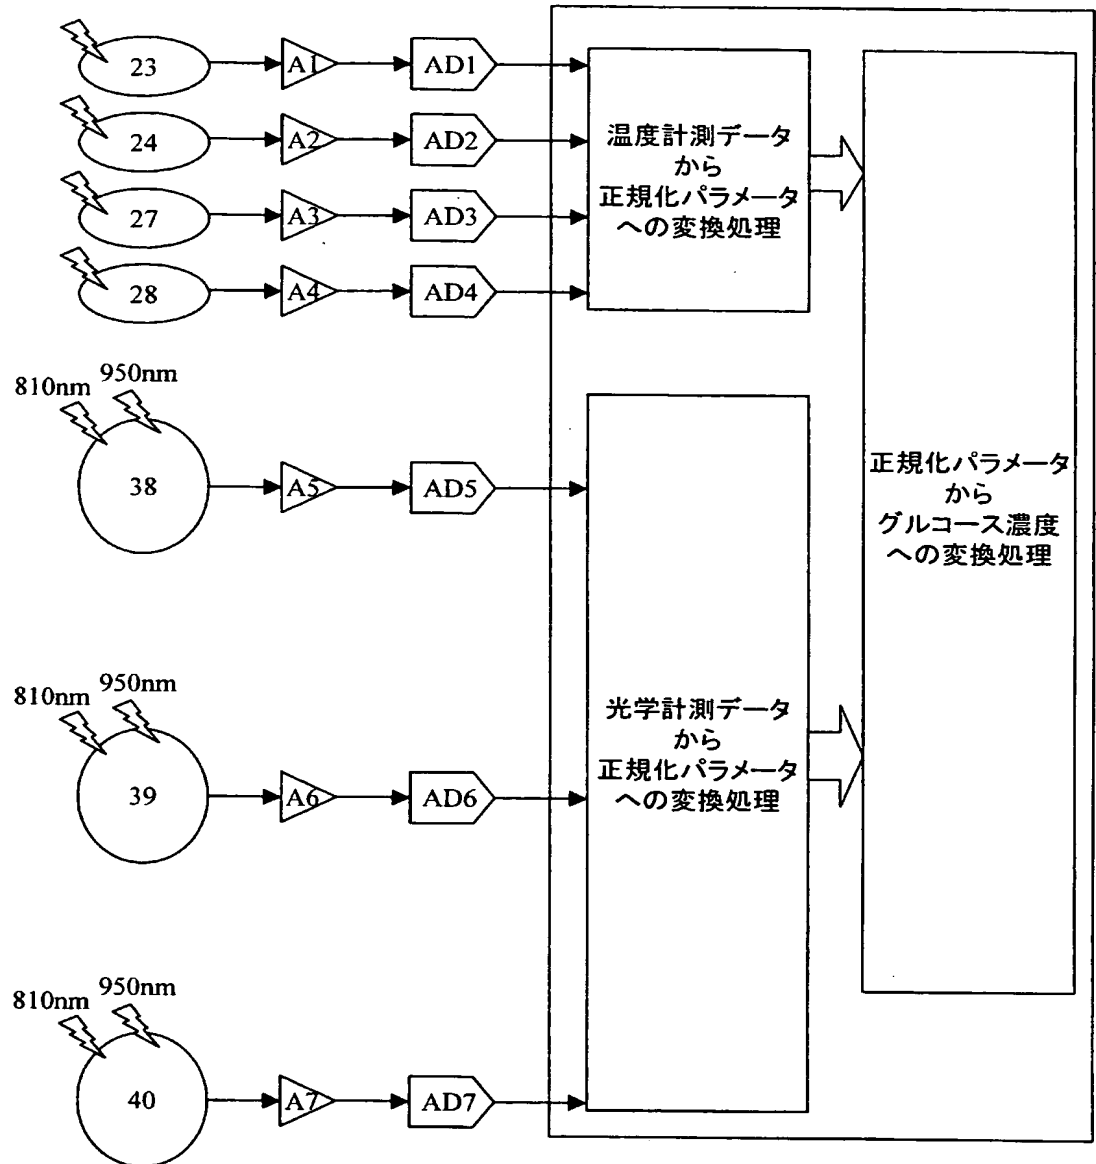 23
A1
AD1
24
A2
AD2
27
A3
AD3
28
A4
AD4
温度計測データ
から
正規化パラメータ
への変換処理
810nm
950nm
38
A5
AD5
正規化パラメータ
から
グルコース濃度
への変換処理
810nm
950nm
39
A6
AD6
光学計測データ
から
正規化パラメータ
への変換処理
810nm
950nm
40
A7
AD7